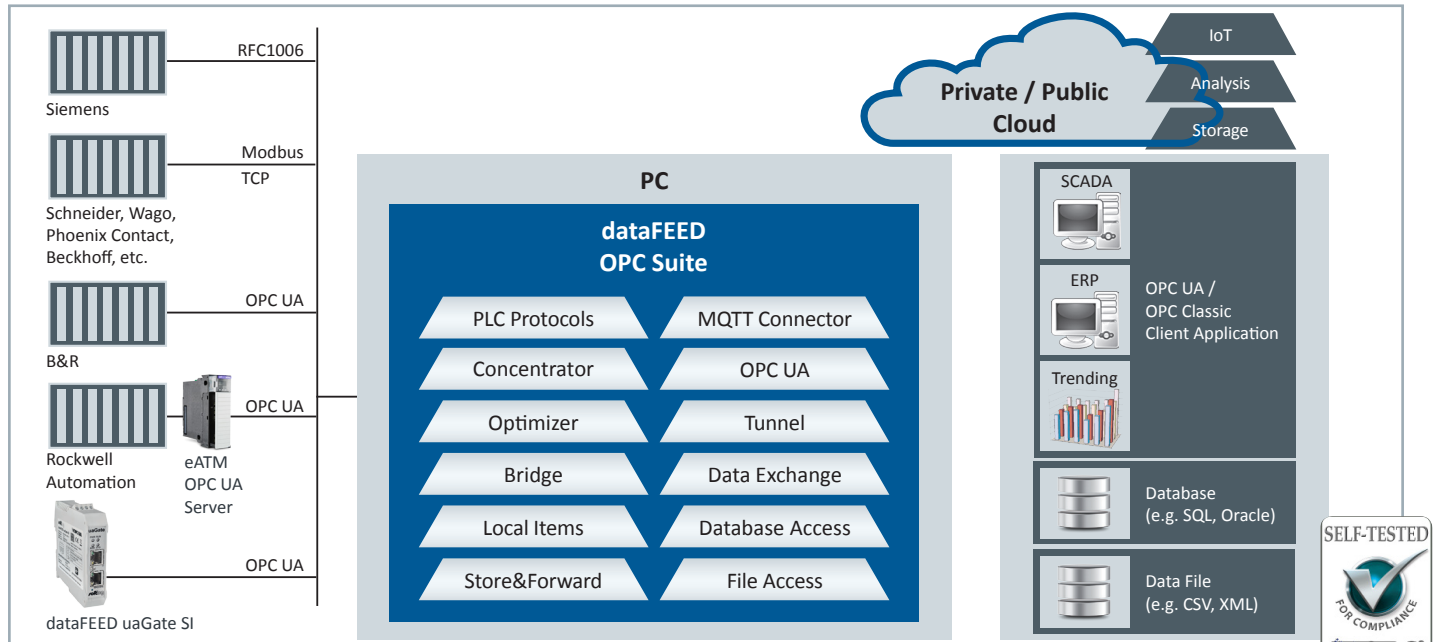 RFC1006
Siemens
Modbus
TCP
Schneider, Wago,
Phoenix Contact,
Beckhoff, etc.
OPC UA
B&R
OPC UA
Rockwell
Automation
eATM
OPC UA
Server
uaGate
OPC UA
dataFEED uaGate SI
PC
dataFEED
OPC Suite
PLC Protocols
MQTT Connector
Concentrator
OPC UA
Optimizer
Tunnel
Bridge
Data Exchange
Local Items
Database Access
Store&Forward
File Access
Private / Public
Cloud
IoT
Analysis
Storage
SCADA
ERP
Trending
OPC UA /
OPC Classic
Client Application
Database
(e.g. SQL, Oracle)
Data File
(e.g. CSV, XML)
SELF-TESTED
FOR COMPLIANCE